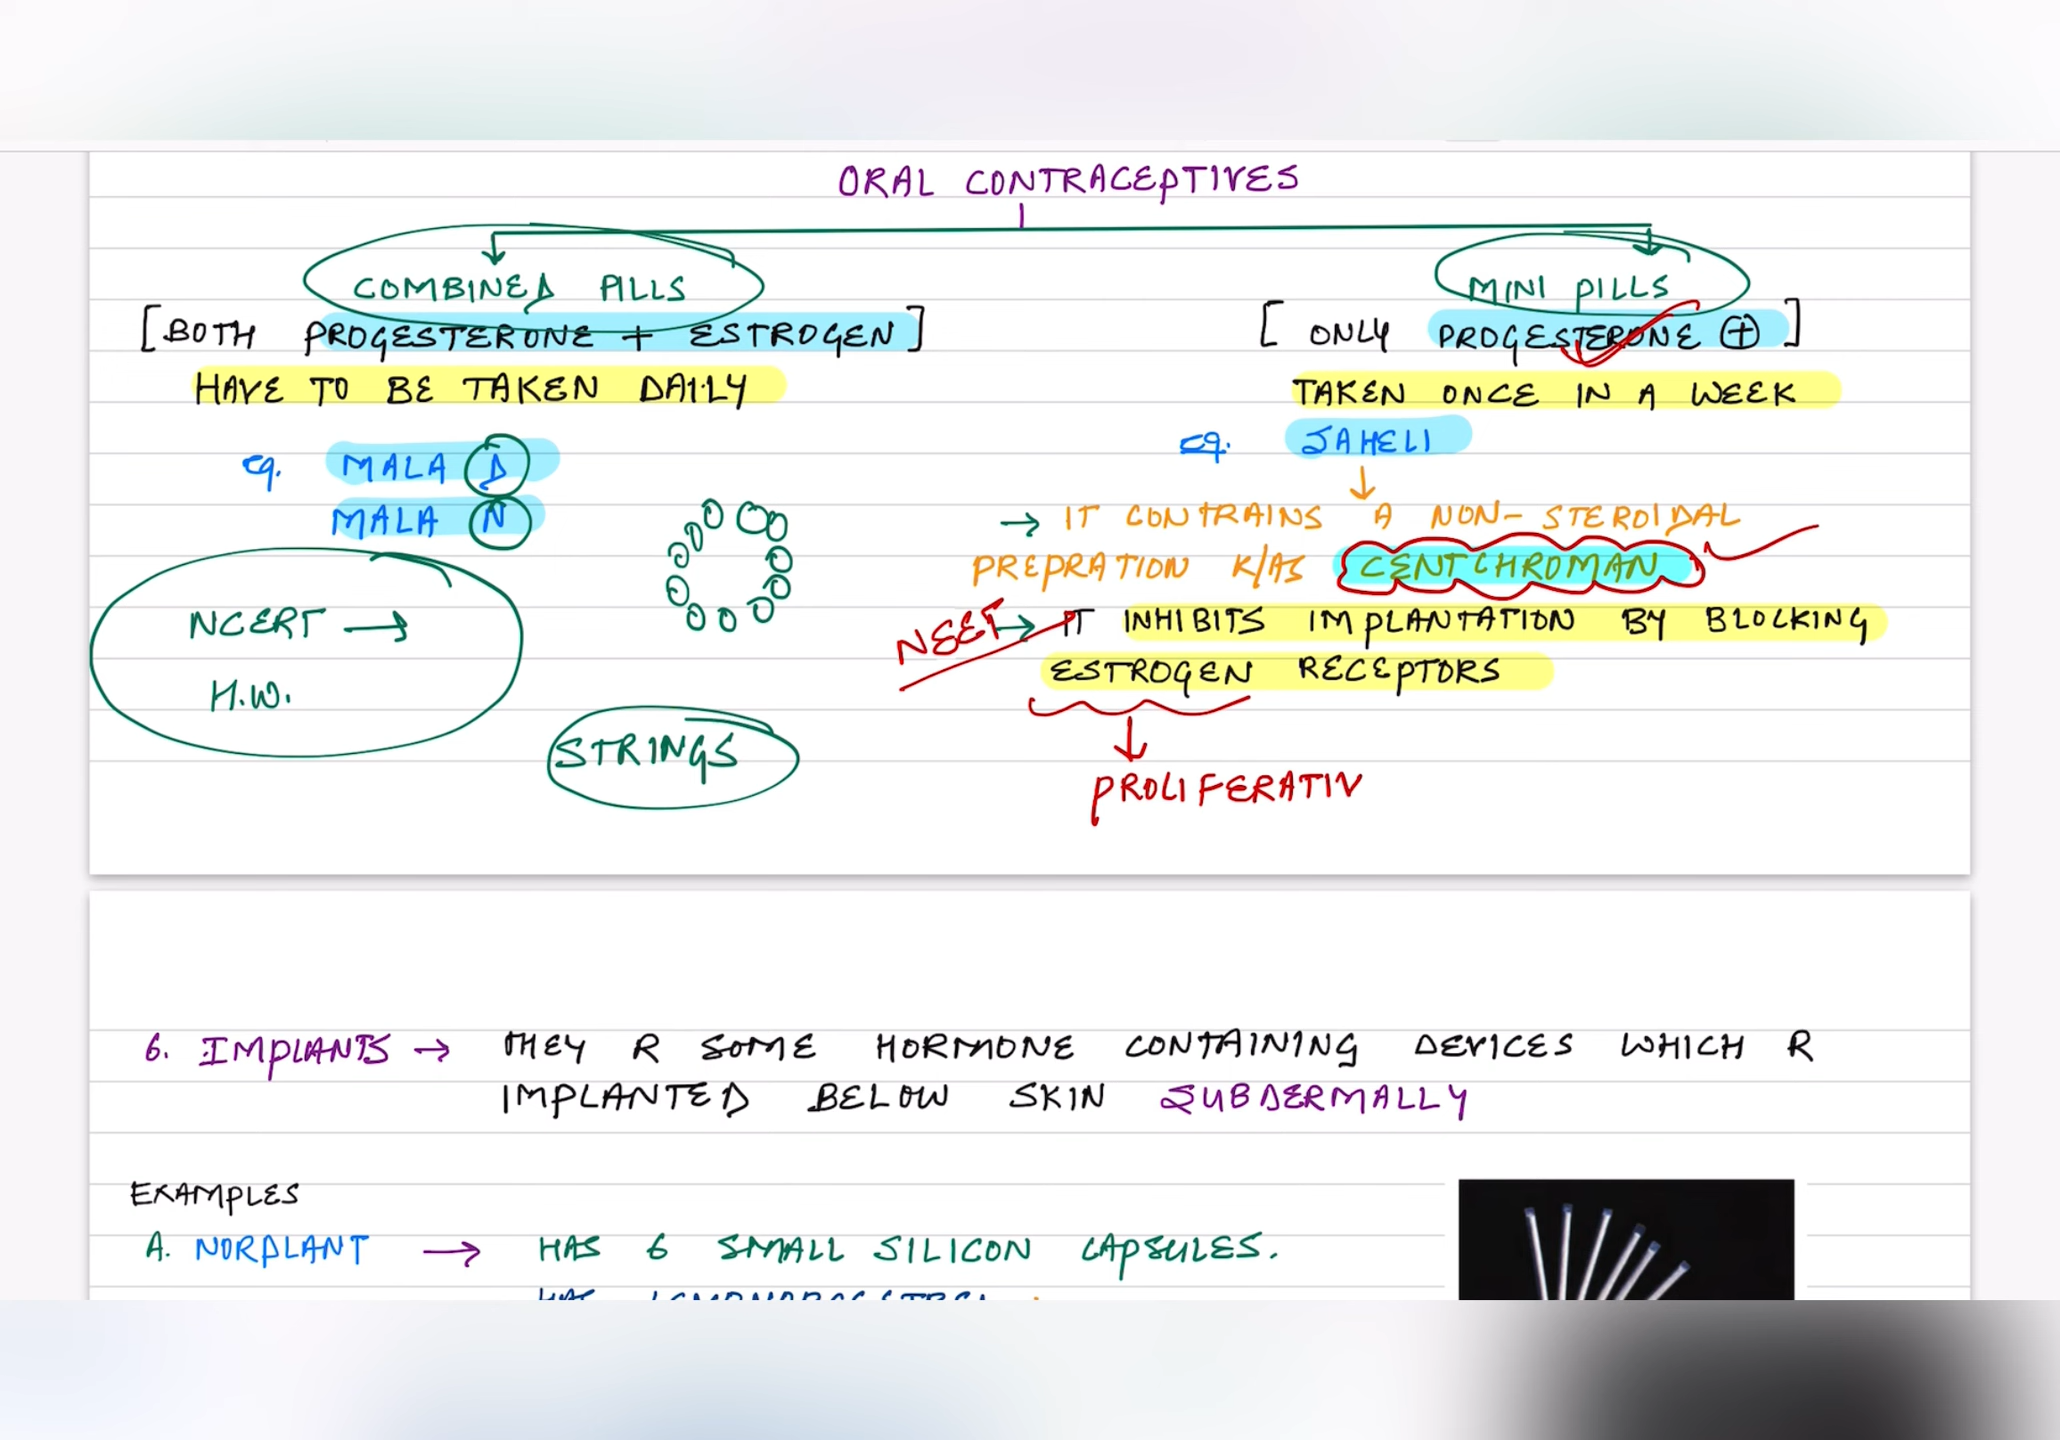 ORAL CONTRACEPTIVES
COMBINED PILLS
[BOTH PROGESTERONE + ESTROGEN]
HAVE TO BE TAKEN DAILY
eg. MALA D
MALA N
NCERT →
H.W.
STRINGS
MINI PILLS
[ ONLY PROGESTERONE + ]
TAKEN ONCE IN A WEEK
eg. SAHELI
→ IT CONTRAINS A NON-STEROIDAL
PREPRATION K/AS CENTCHROMAN
NEET → IT INHIBITS IMPLANTATION BY BLOCKING
ESTROGEN RECEPTORS
PROLIFERATIV
6. IMPLANTS → THEY R SOME HORMONE CONTAINING DEVICES WHICH R
IMPLANTED BELOW SKIN SUBDERMALLY
EXAMPLES
A. NORPLANT → HAS 6 SMALL SILICON CAPSULES.
HAS